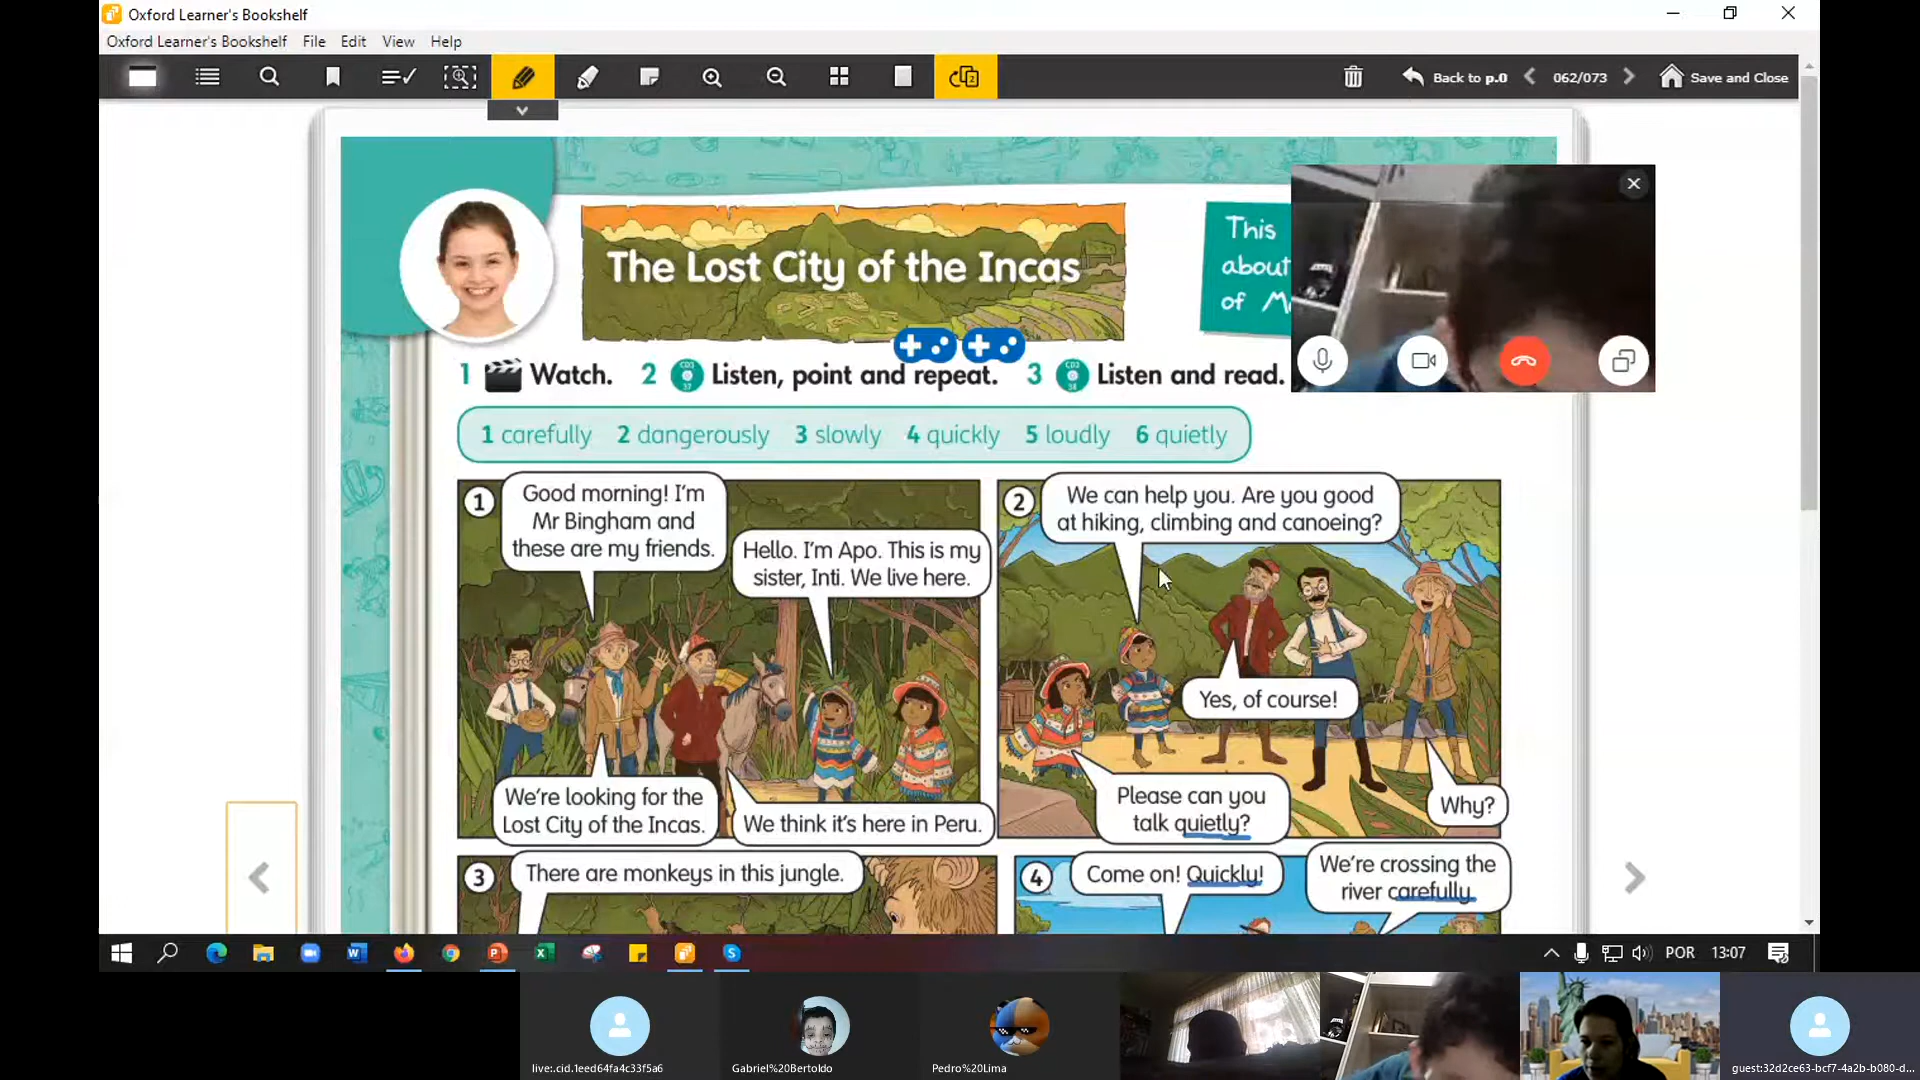 Oxford Learner's Bookshelf
Oxford Learner's Bookshelf File Edit View Help
Back to p.0 062/073 Save and Close
The Lost City of the Incas
This
about
of
1 Watch. 2 Listen, point and repeat. 3 Listen and read.
1 carefully 2 dangerously 3 slowly 4 quickly 5 loudly 6 quietly
1
Good morning! I'm
Mr Bingham and
these are my friends.
Hello. I'm Apo. This is my
sister, Inti. We live here.
We're looking for the
Lost City of the Incas.
We think it's here in Peru.
2
We can help you. Are you good
at hiking, climbing and canoeing?
Yes, of course!
Please can you
talk quietly?
Why?
3
There are monkeys in this jungle.
4
Come on! Quickly!
We're crossing the
river carefully.
POR 13:07
live:.cid.1eed64fa4c33f5a6
Gabriel%20Bertoldo
Pedro%20Lima
guest:32d2ce63-bcf7-4a2b-b080-d...